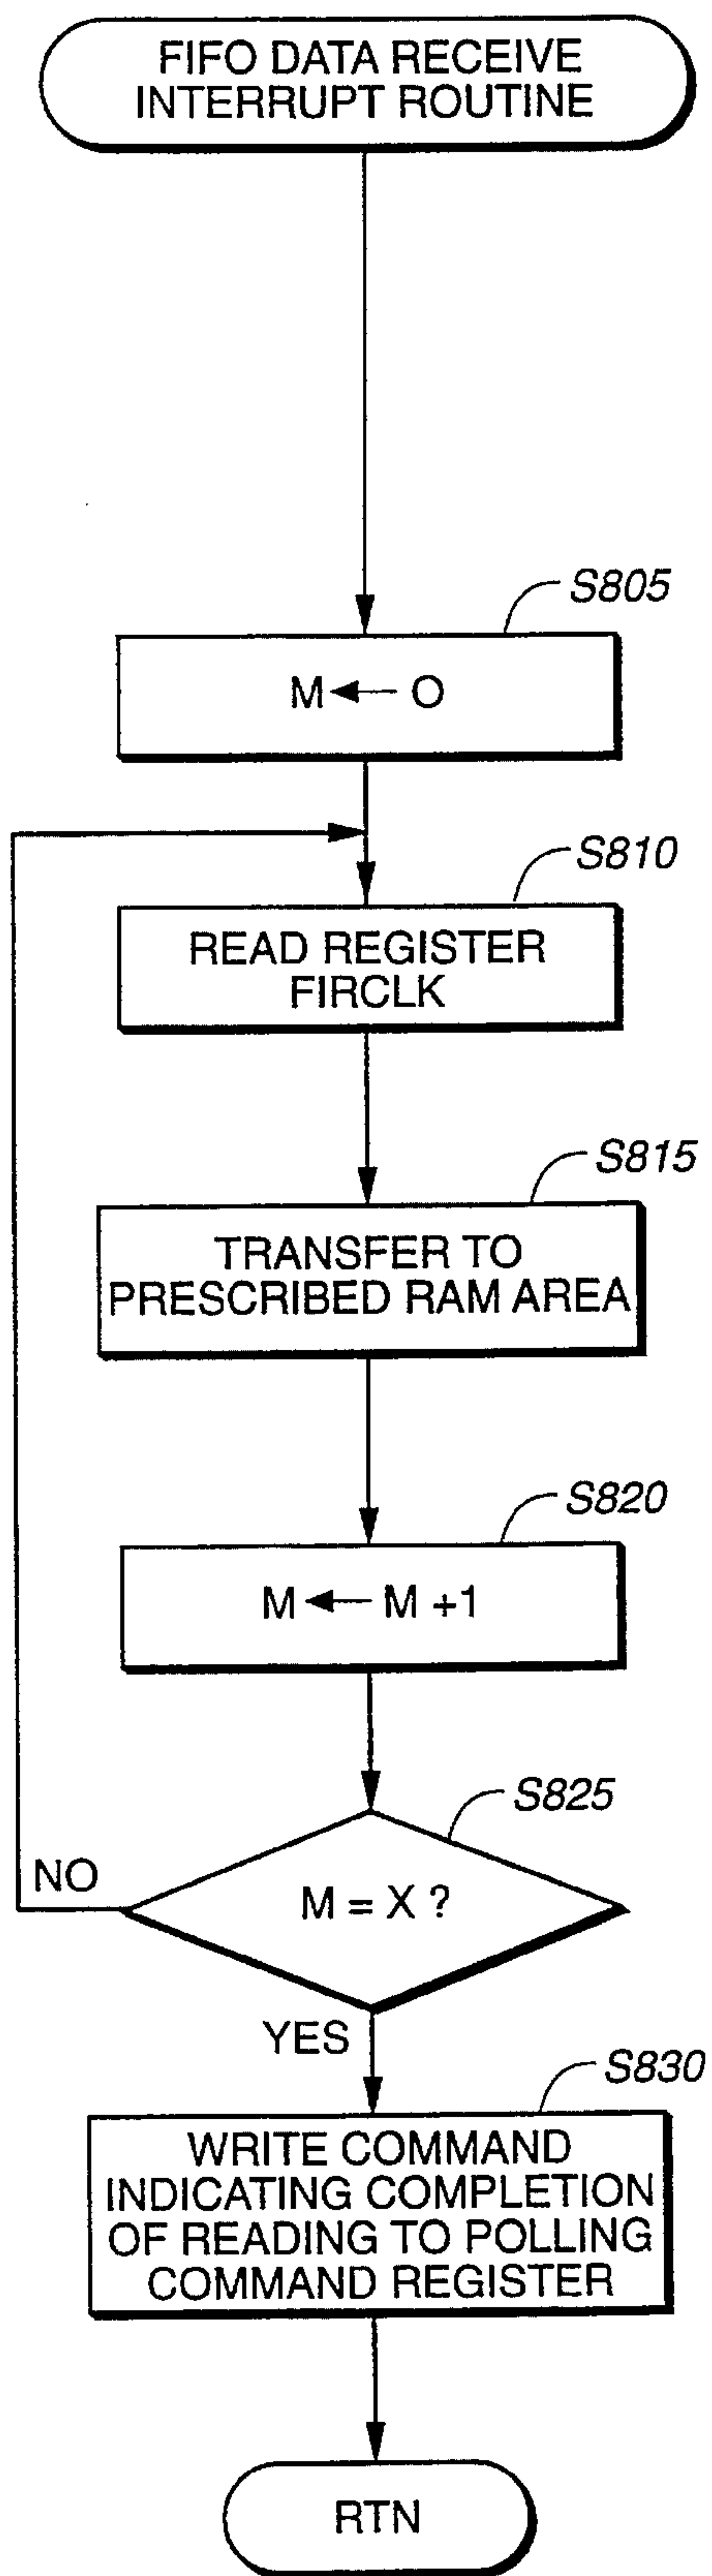 FIFO DATA RECEIVE
INTERRUPT ROUTINE
S805
M ← O
S810
READ REGISTER
FIRCLK
S815
TRANSFER TO
PRESCRIBED RAM AREA
S820
M ← M +1
S825
M = X ?
NO
YES
S830
WRITE COMMAND
INDICATING COMPLETION
OF READING TO POLLING
COMMAND REGISTER
RTN